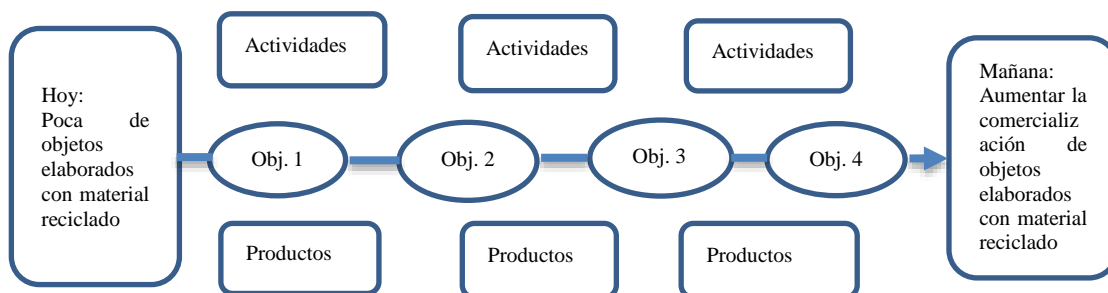 Actividades
Actividades
Actividades
Hoy:
Poca de
objetos
elaborados
con material
reciclado
Obj. 1
Obj. 2
Obj. 3
Obj. 4
Mañana:
Aumentar la
comercializ
ación de
objetos
elaborados
con material
reciclado
Productos
Productos
Productos